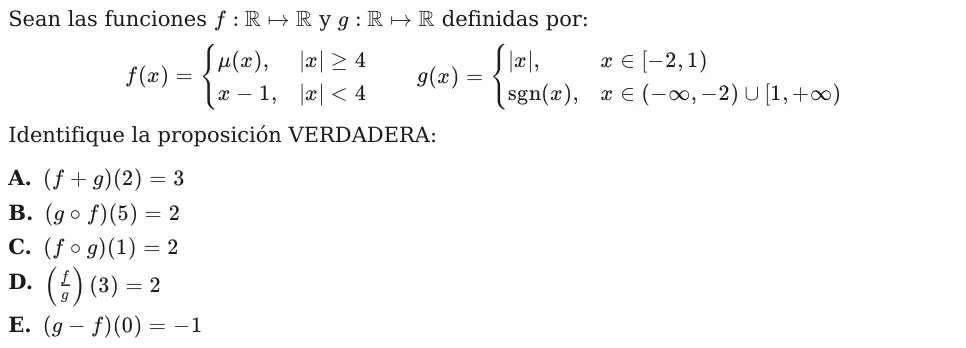 Sean las funciones f : ℝ ↦ ℝ y g : ℝ ↦ ℝ definidas por:
f(x) = { μ(x), |x| ≥ 4 ; x − 1, |x| < 4   g(x) = { |x|, x ∈ [−2, 1) ; sgn(x), x ∈ (−∞, −2) ∪ [1, +∞)
Identifique la proposición VERDADERA:
A. (f + g)(2) = 3
B. (g ∘ f)(5) = 2
C. (f ∘ g)(1) = 2
D. (f/g)(3) = 2
E. (g − f)(0) = −1